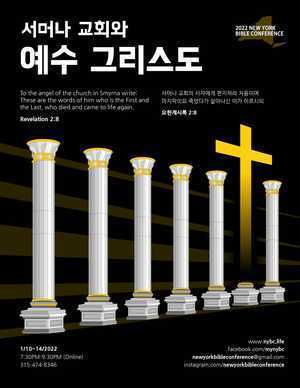 2022 NEW YORK
BIBLE CONFERENCE
서머나 교회와
예수 그리스도
To the angel of the church in Smyrna write:
These are the words of him who is the First and
the Last, who died and came to life again.
Revelation 2:8
서머나 교회의 사자에게 편지하라 처음이며
마지막이요 죽었다가 살아나신 이가 이르시되
요한계시록 2:8
1/10~14/2022
7:30PM-9:30PM (Online)
315-474-8346
www.nybc.life
facebook.com/mynybc
newyorkbibleconference@gmail.com
instagram.com/newyorkbibleconference